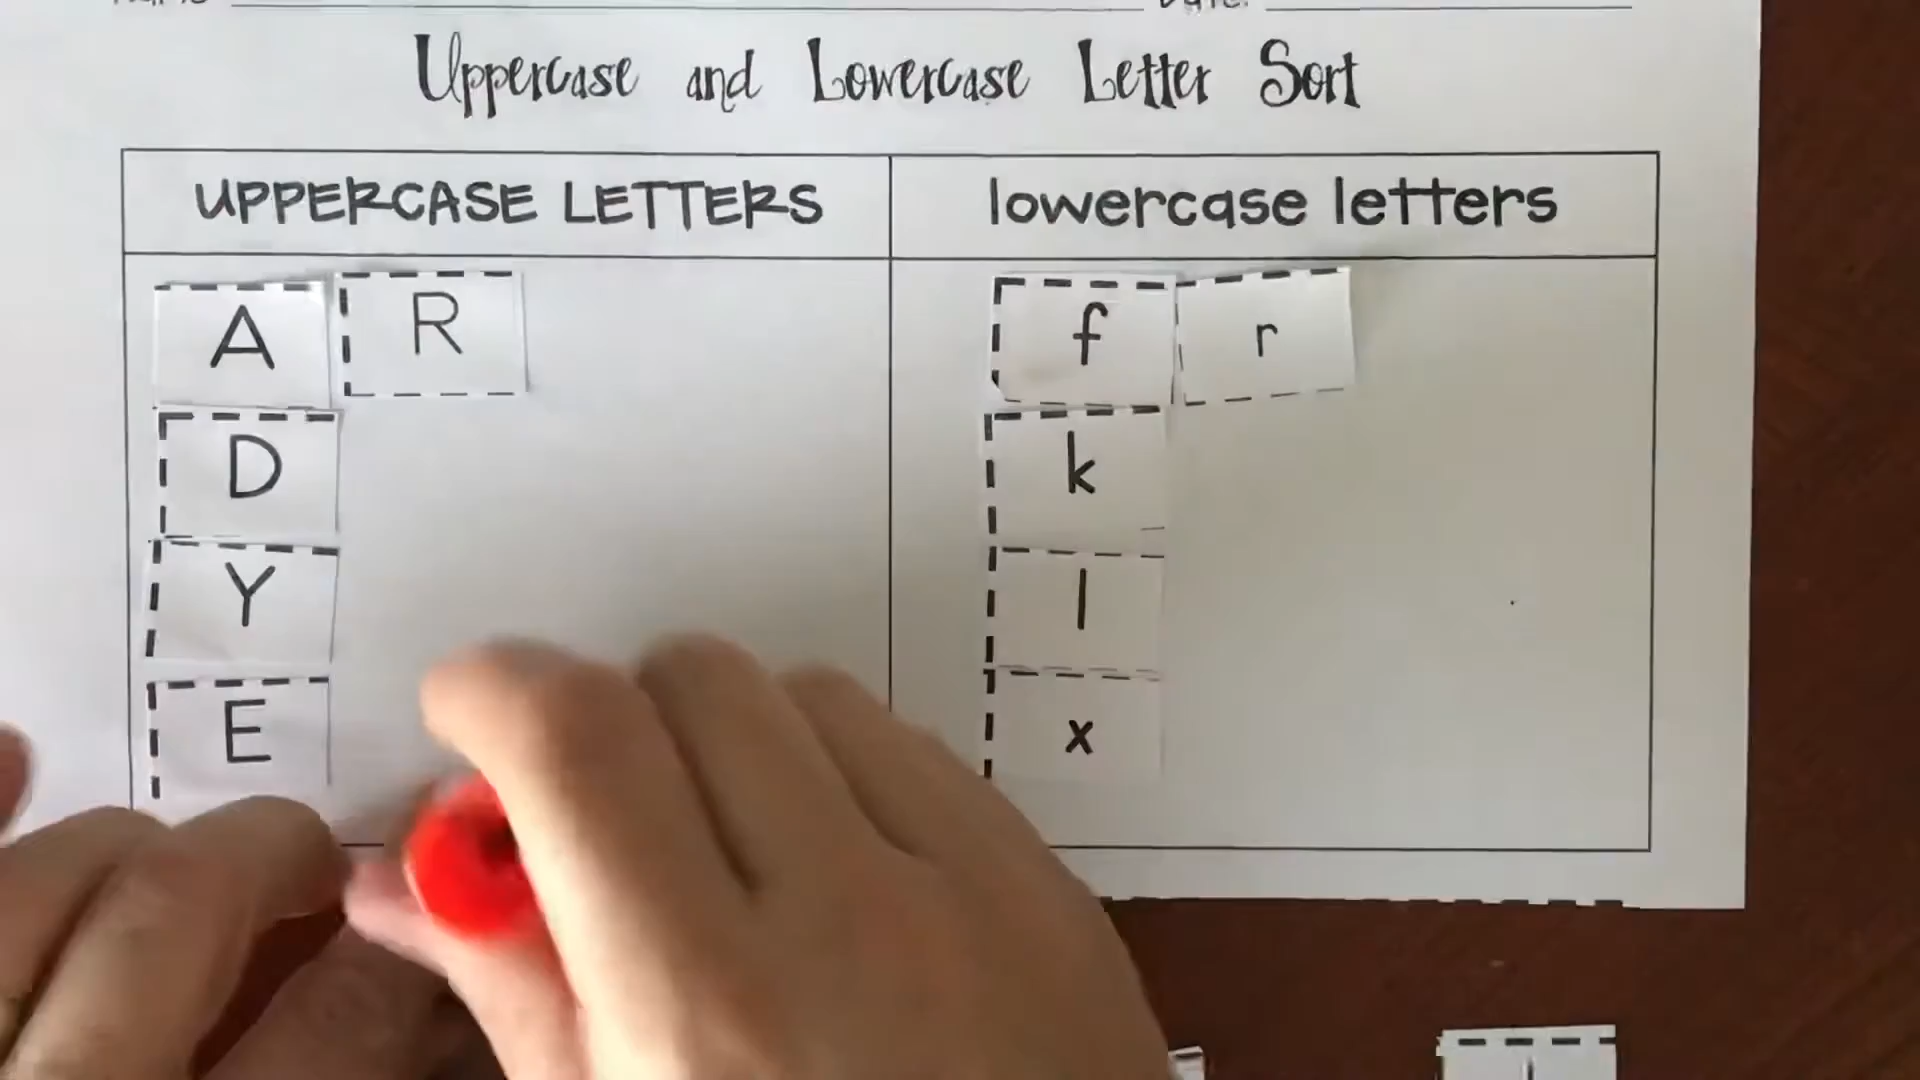 Uppercase and Lowercase Letter Sort
UPPERCASE LETTERS
lowercase letters
A R
D
Y
E
f r
k
l
x